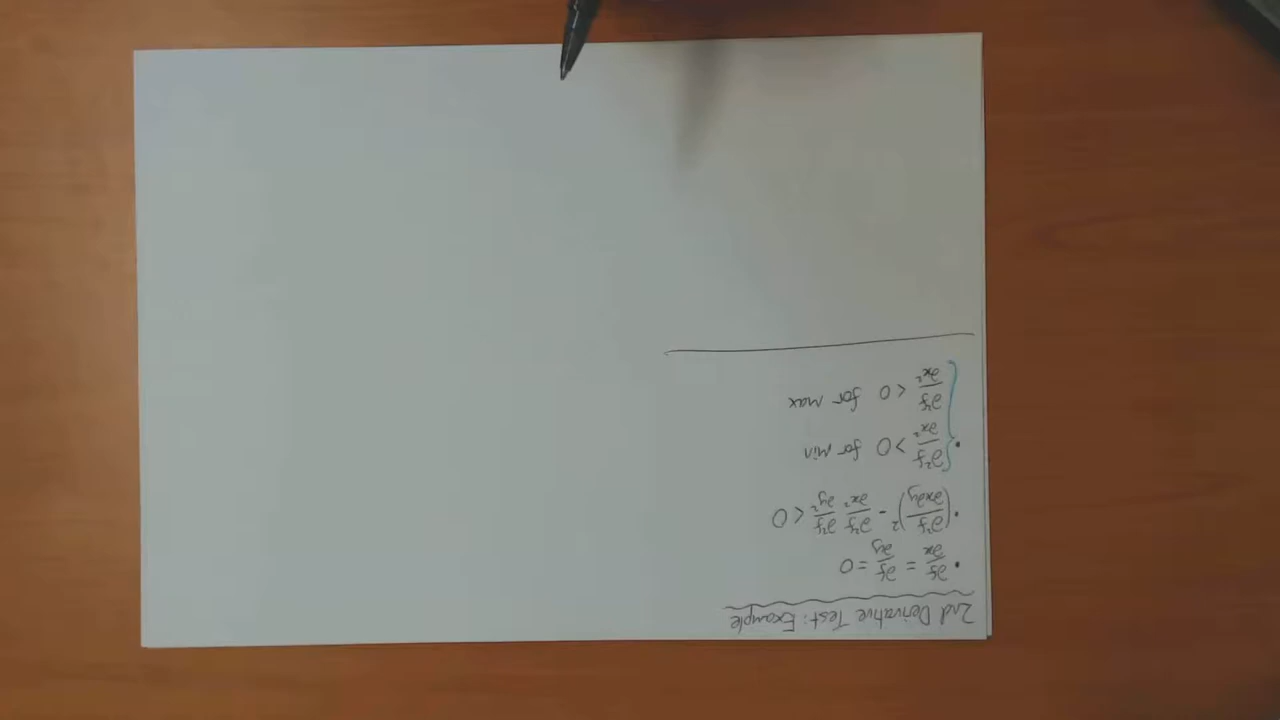 2nd Derivative Test: Example
• ∂f/∂x = ∂f/∂y = 0
• (∂²f/∂x∂y)² - ∂²f/∂x² ∂²f/∂y² < 0
• ∂²f/∂x² > 0 for min
∂²f/∂x² < 0 for max